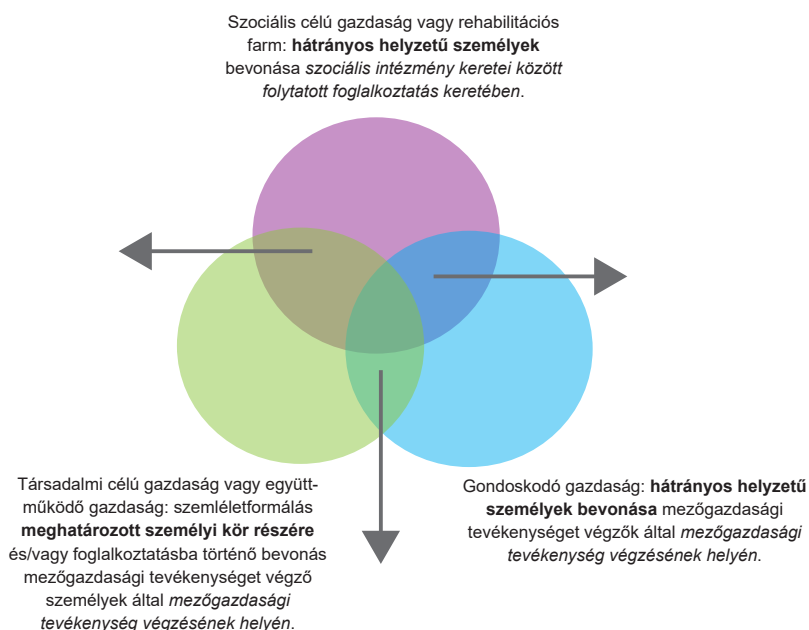 Szociális célú gazdaság vagy rehabilitációs
farm: hátrányos helyzetű személyek
bevonása szociális intézmény keretei között
folytatott foglalkoztatás keretében.
Társadalmi célú gazdaság vagy együtt-
működő gazdaság: szemléletformálás
meghatározott személyi kör részére
és/vagy foglalkoztatásba történő bevonás
mezőgazdasági tevékenységet végző
személyek által mezőgazdasági
tevékenység végzésének helyén.
Gondoskodó gazdaság: hátrányos helyzetű
személyek bevonása mezőgazdasági
tevékenységet végzők által mezőgazdasági
tevékenység végzésének helyén.